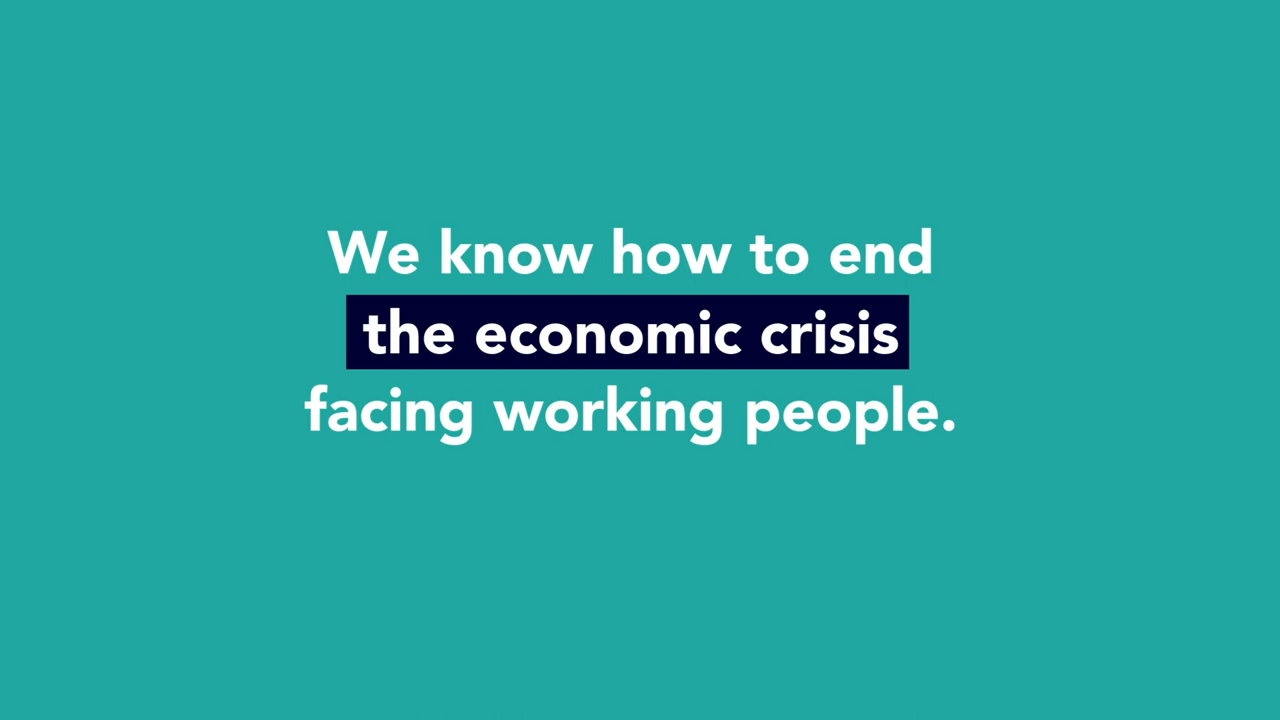 We know how to end
the economic crisis
facing working people.